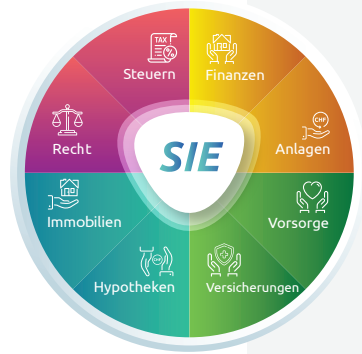 TAX
Steuern
Finanzen
CHF
Anlagen
Recht
SIE
Immobilien
Vorsorge
Hypotheken
Versicherungen